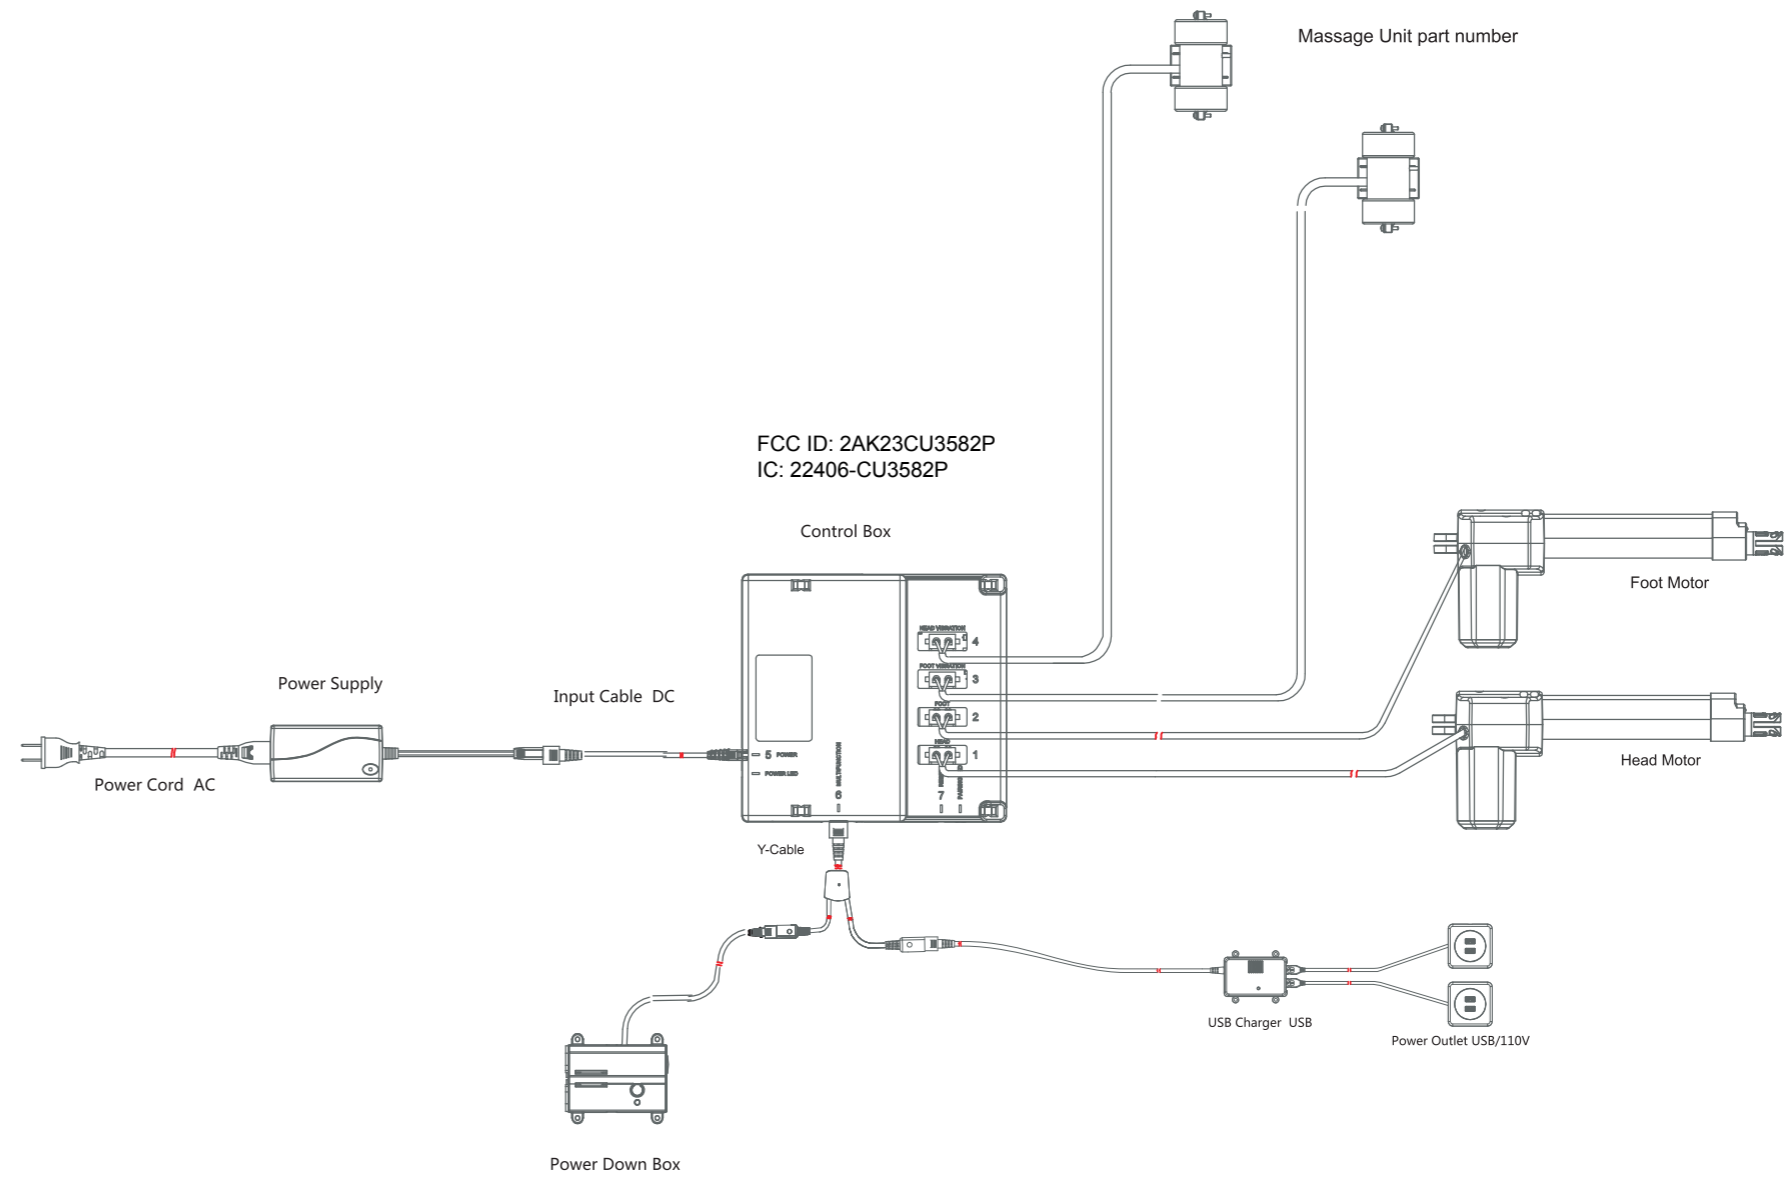 Massage Unit part number
FCC ID: 2AK23CU3582P
IC: 22406-CU3582P
Control Box
Foot Motor
HEAD VIBRATION
4
FOOT VIBRATION
3
FOOT
2
HEAD
1
Power Supply
Input Cable DC
5 POWER
POWER LED
6 MULTIFUNCTION
7
Head Motor
Power Cord AC
Y-Cable
USB Charger USB
Power Outlet USB/110V
Power Down Box